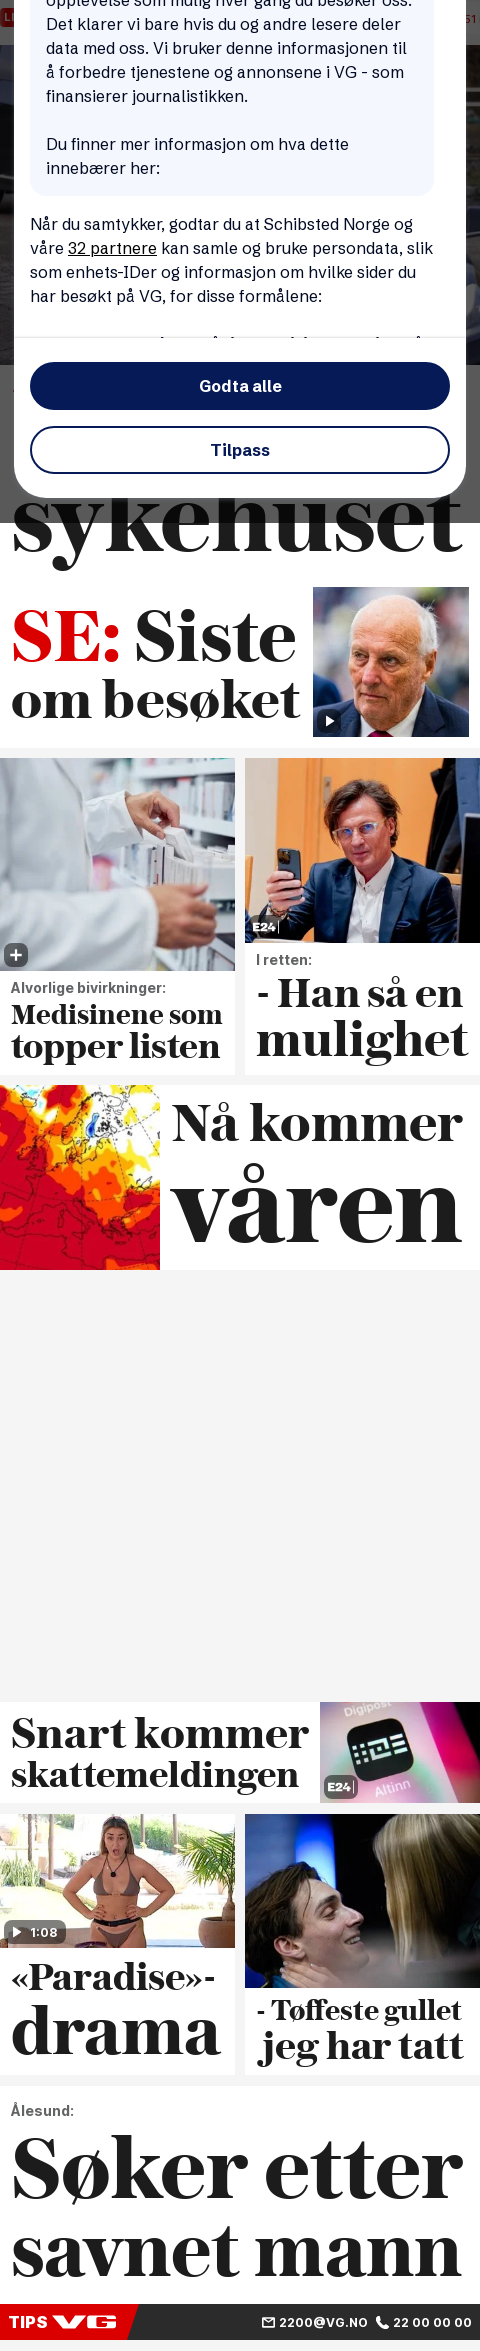 opplevelse som mulig hver gang du besøker oss.
Det klarer vi bare hvis du og andre lesere deler
data med oss. Vi bruker denne informasjonen til
å forbedre tjenestene og annonsene i VG - som
finansierer journalistikken.
Du finner mer informasjon om hva dette
innebærer her:
Når du samtykker, godtar du at Schibsted Norge og
våre 32 partnere kan samle og bruke persondata, slik
som enhets-IDer og informasjon om hvilke sider du
har besøkt på VG, for disse formålene:
Godta alle
Tilpass
sykehuset
SE: Siste
om besøket
E24
Alvorlige bivirkninger:
Medisinene som
topper listen
I retten:
- Han så en
mulighet
Nå kommer
våren
Snart kommer
skattemeldingen
Digipost
Altinn
E24
1:08
«Paradise»-
drama
- Tøffeste gullet
jeg har tatt
Ålesund:
Søker etter
savnet mann
TIPS VG
2200@VG.NO
22 00 00 00